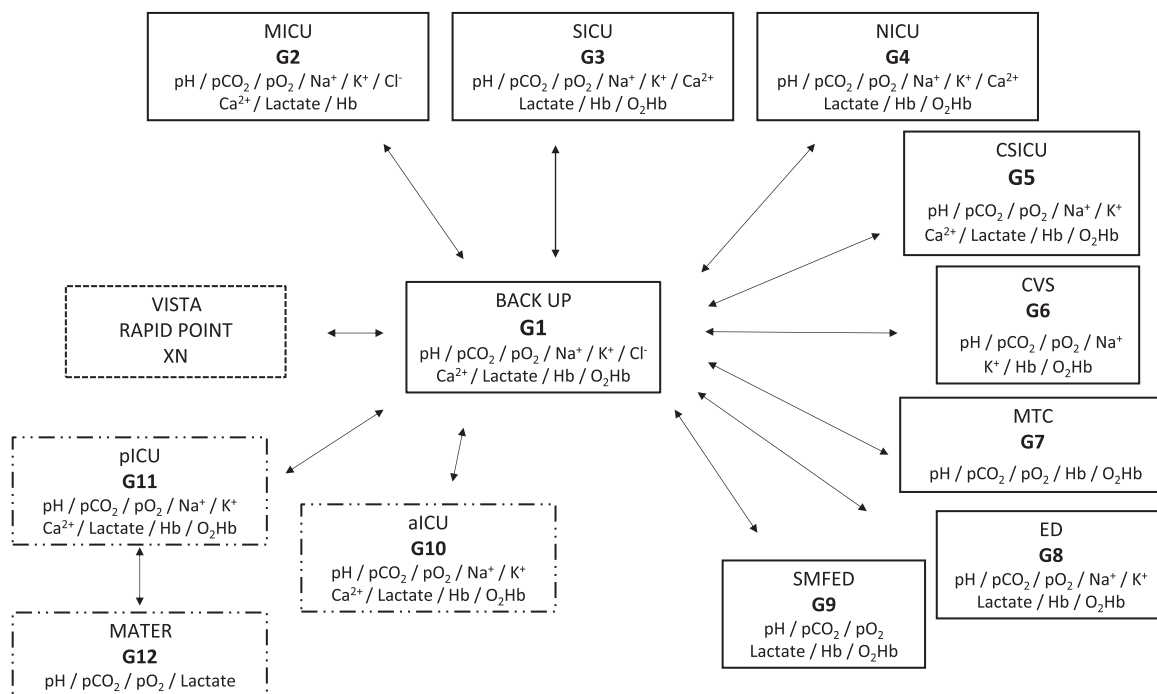 MICU
G2
pH / pCO₂ / pO₂ / Na⁺ / K⁺ / Cl⁻
Ca²⁺ / Lactate / Hb
SICU
G3
pH / pCO₂ / pO₂ / Na⁺ / K⁺ / Ca²⁺
Lactate / Hb / O₂Hb
NICU
G4
pH / pCO₂ / pO₂ / Na⁺ / K⁺ / Ca²⁺
Lactate / Hb / O₂Hb
CSICU
G5
pH / pCO₂ / pO₂ / Na⁺ / K⁺
Ca²⁺ / Lactate / Hb / O₂Hb
VISTA
RAPID POINT
XN
BACK UP
G1
pH / pCO₂ / pO₂ / Na⁺ / K⁺ / Cl⁻
Ca²⁺ / Lactate / Hb / O₂Hb
CVS
G6
pH / pCO₂ / pO₂ / Na⁺
K⁺ / Hb / O₂Hb
MTC
G7
pH / pCO₂ / pO₂ / Hb / O₂Hb
pICU
G11
pH / pCO₂ / pO₂ / Na⁺ / K⁺
Ca²⁺ / Lactate / Hb / O₂Hb
aICU
G10
pH / pCO₂ / pO₂ / Na⁺ / K⁺
Ca²⁺ / Lactate / Hb / O₂Hb
ED
G8
pH / pCO₂ / pO₂ / Na⁺ / K⁺
Lactate / Hb / O₂Hb
SMFED
G9
pH / pCO₂ / pO₂
Lactate / Hb / O₂Hb
MATER
G12
pH / pCO₂ / pO₂ / Lactate